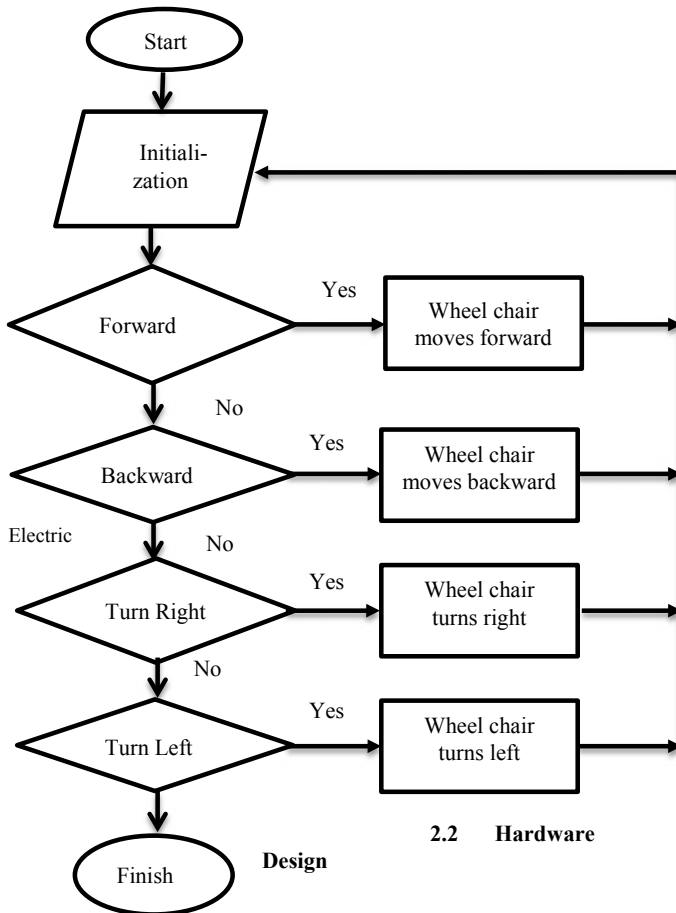 Start
Initiali-
zation
Forward
Yes
Wheel chair
moves forward
No
Backward
Yes
Wheel chair
moves backward
Electric
No
Turn Right
Yes
Wheel chair
turns right
No
Turn Left
Yes
Wheel chair
turns left
2.2 Hardware
Design
Finish